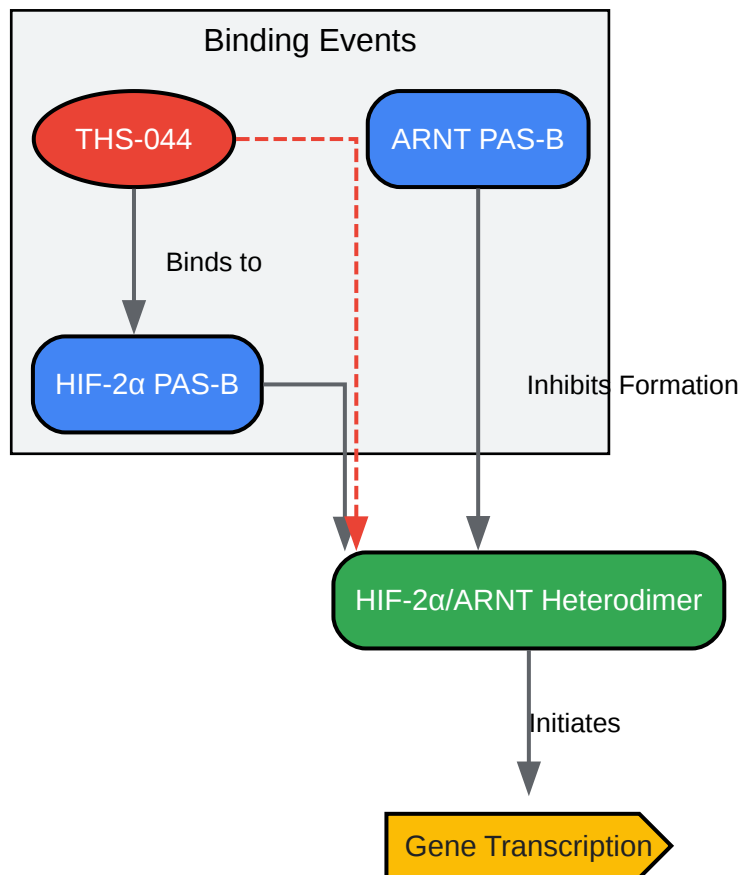 Binding Events
THS-044
ARNT PAS-B
Binds to
HIF-2α PAS-B
Inhibits Formation
HIF-2α/ARNT Heterodimer
Initiates
Gene Transcription